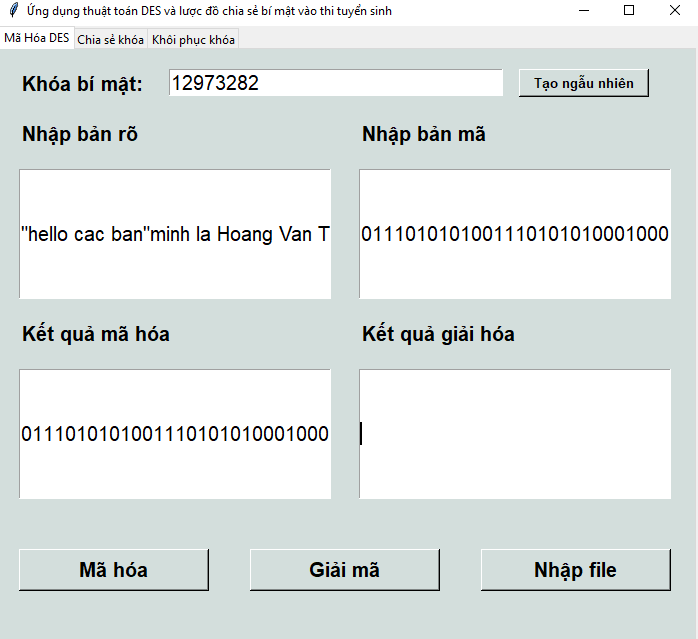 Ứng dụng thuật toán DES và lược đồ chia sẻ bí mật vào thi tuyển sinh
Mã Hóa DES Chia sẻ khóa Khôi phục khóa
Khóa bí mật: 12973282 Tạo ngẫu nhiên
Nhập bản rõ Nhập bản mã
"hello cac ban"minh la Hoang Van T 0111010101001110101010001000
Kết quả mã hóa Kết quả giải hóa
0111010101001110101010001000
Mã hóa Giải mã Nhập file